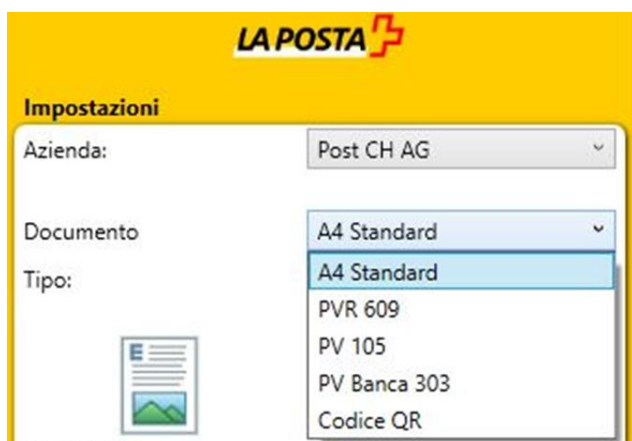 LA POSTA
Impostazioni
Azienda: Post CH AG
Documento A4 Standard
Tipo: A4 Standard
PVR 609
PV 105
PV Banca 303
Codice QR
E